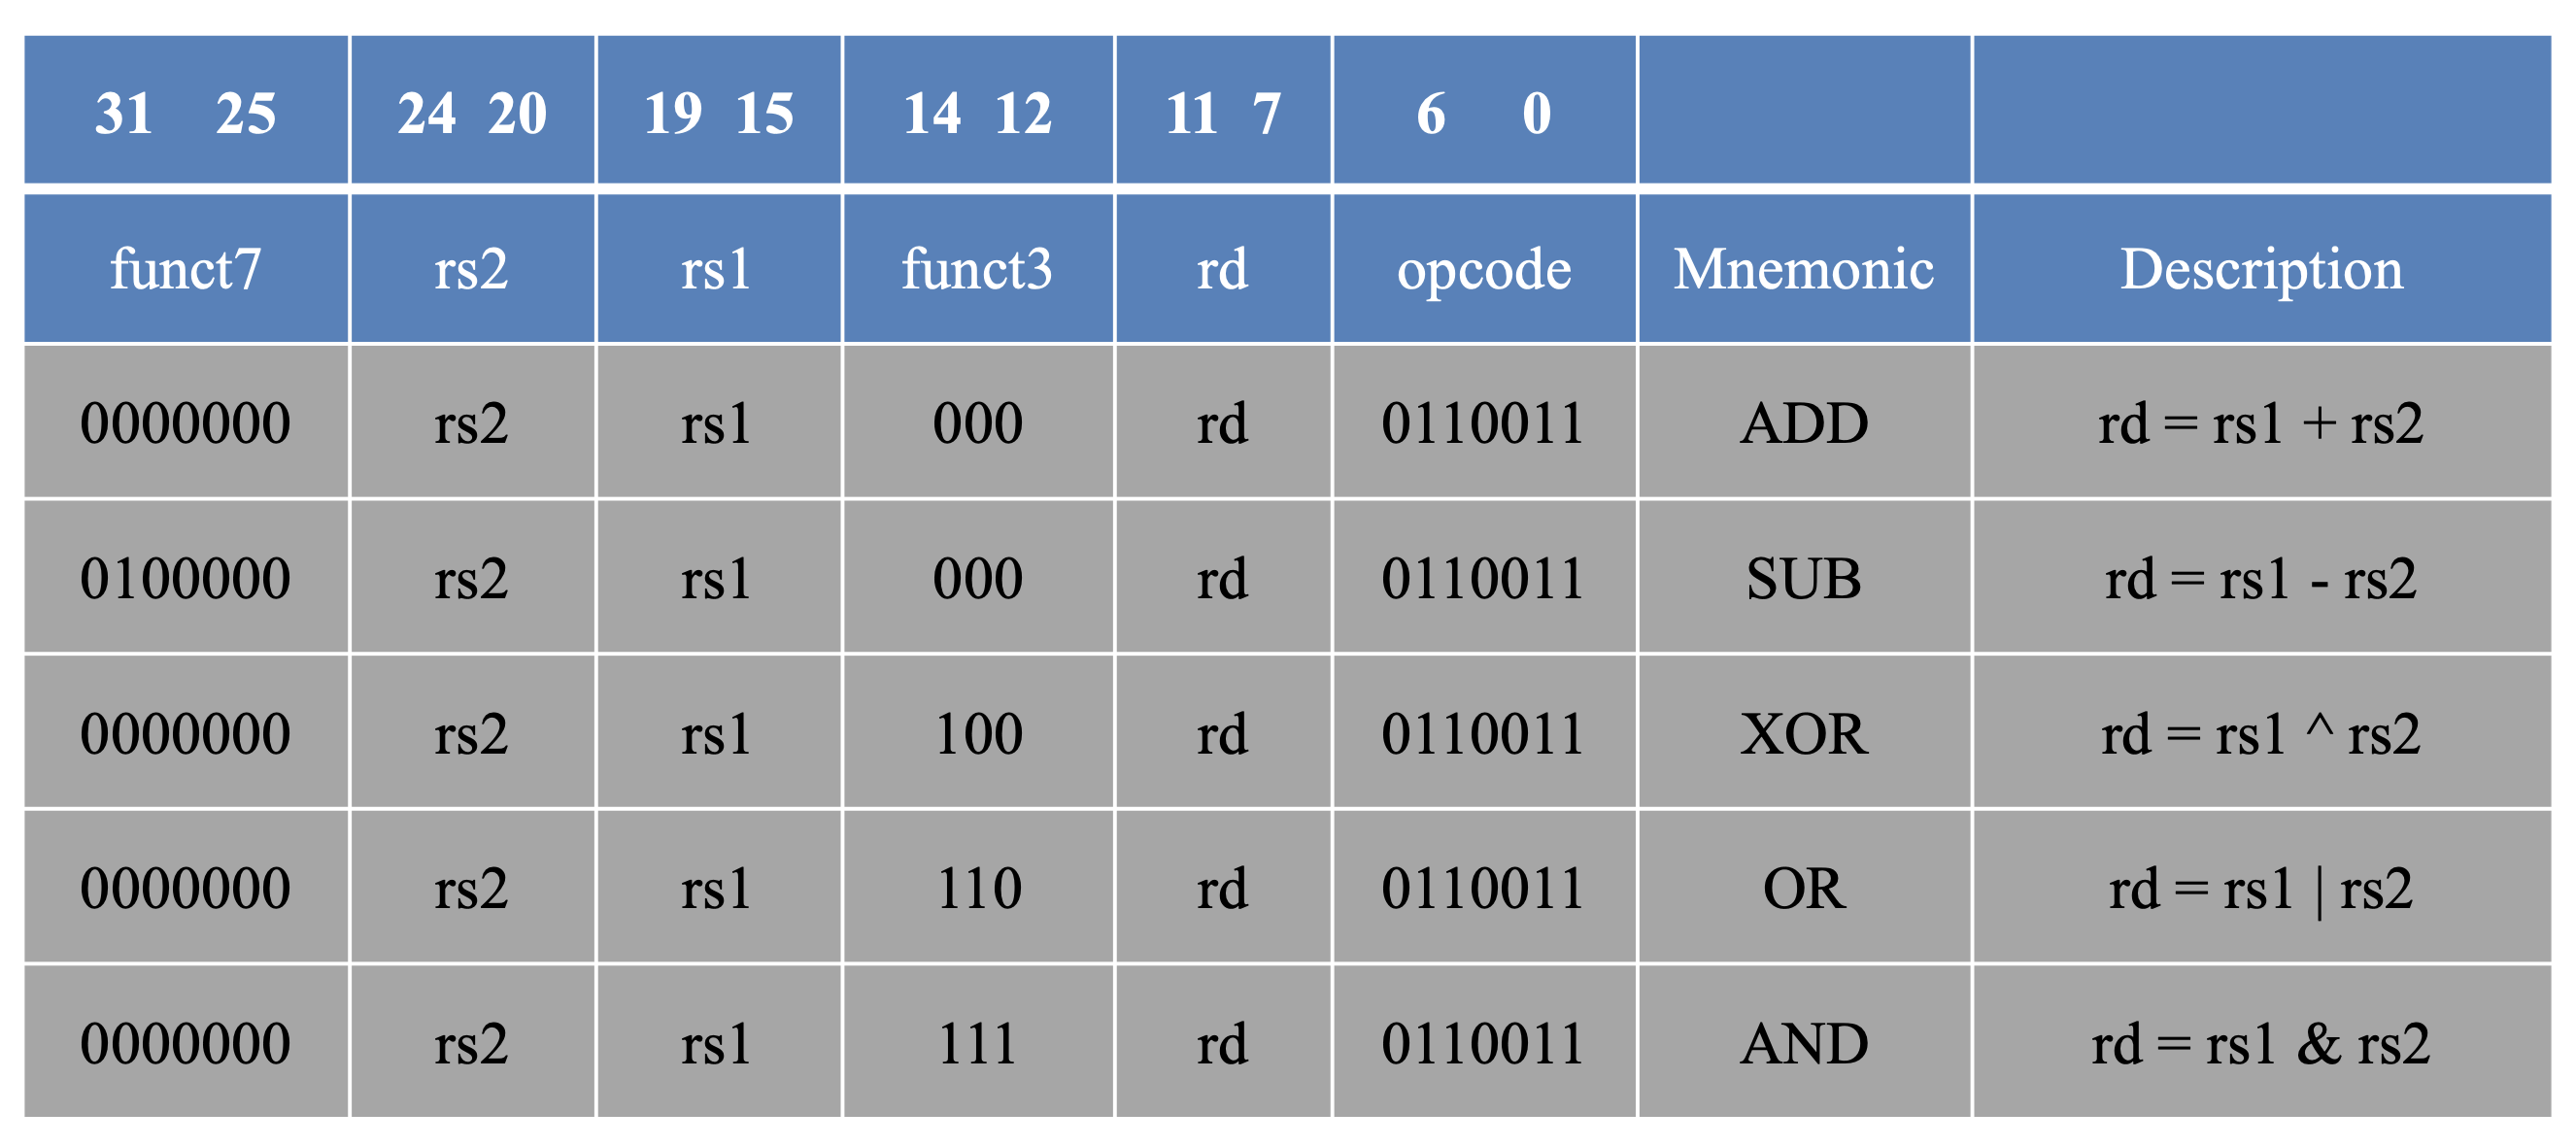 31 25 24 20 19 15 14 12 11 7 6 0
funct7 rs2 rs1 funct3 rd opcode Mnemonic Description
0000000 rs2 rs1 000 rd 0110011 ADD rd = rs1 + rs2
0100000 rs2 rs1 000 rd 0110011 SUB rd = rs1 - rs2
0000000 rs2 rs1 100 rd 0110011 XOR rd = rs1 ^ rs2
0000000 rs2 rs1 110 rd 0110011 OR rd = rs1 | rs2
0000000 rs2 rs1 111 rd 0110011 AND rd = rs1 & rs2